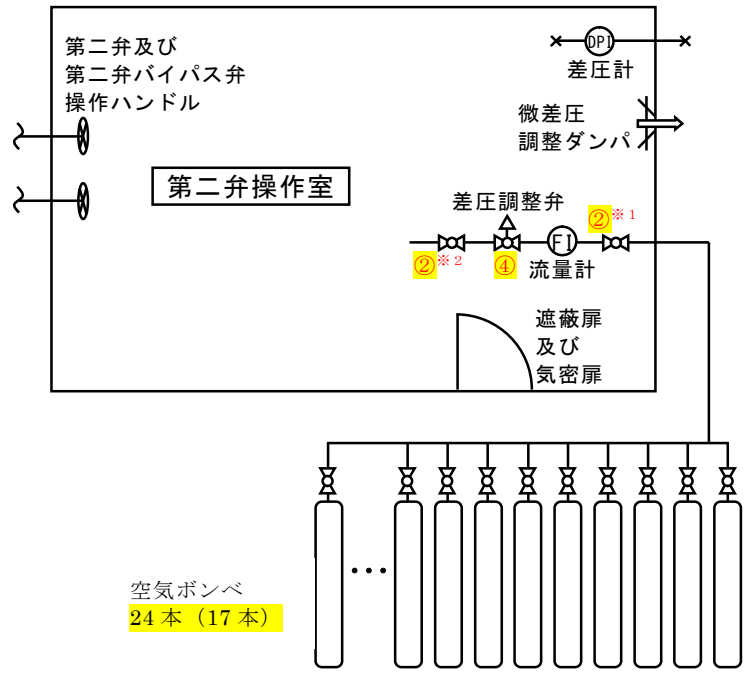 第二弁及び
第二弁バイパス弁
操作ハンドル
DPI
差圧計
微差圧
調整ダンパ
第二弁操作室
差圧調整弁
②※1
FI
②※2
④
流量計
遮蔽扉
及び
気密扉
空気ボンベ
24本（17本）